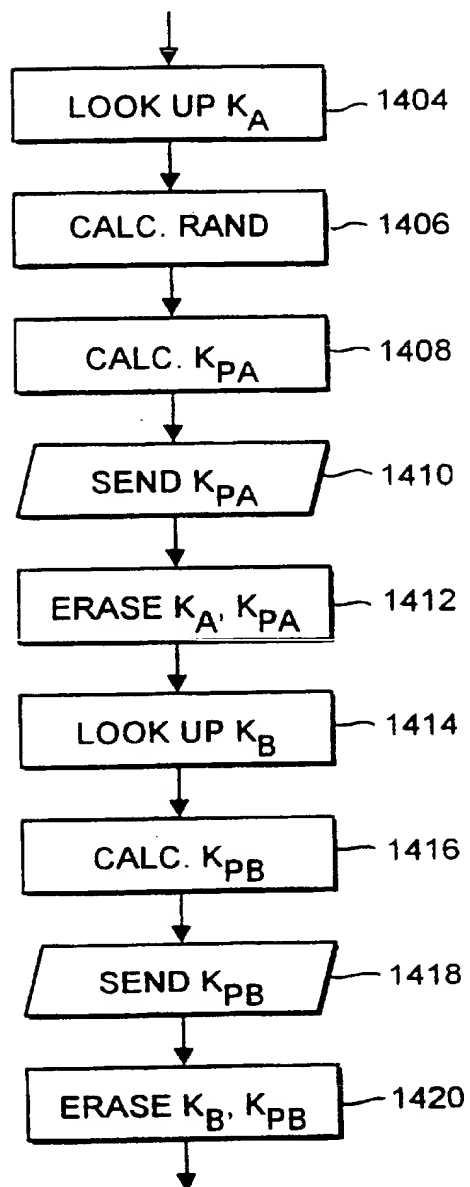 LOOK UP K_A 1404
CALC. RAND 1406
CALC. K_PA 1408
SEND K_PA 1410
ERASE K_A, K_PA 1412
LOOK UP K_B 1414
CALC. K_PB 1416
SEND K_PB 1418
ERASE K_B, K_PB 1420